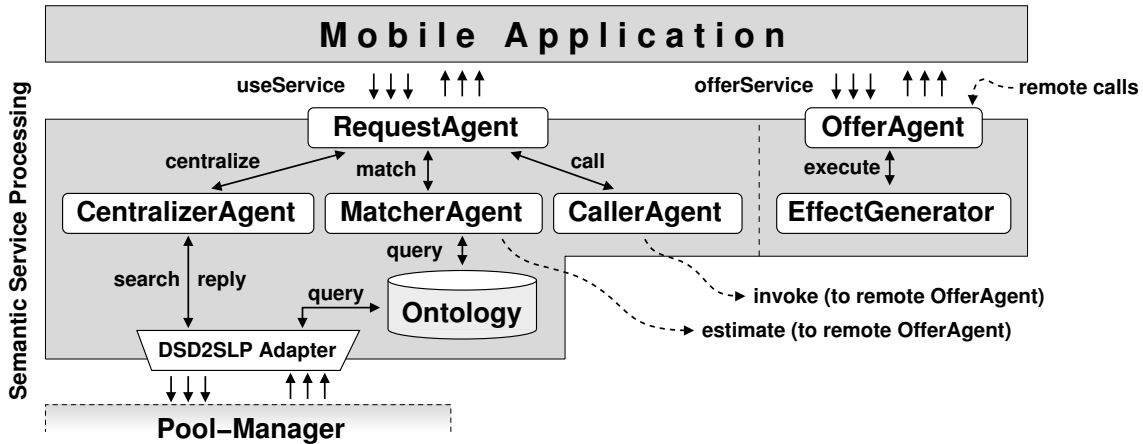 Mobile Application
useService
offerService
remote calls
RequestAgent
OfferAgent
centralize
match
call
execute
CentralizerAgent
MatcherAgent
CallerAgent
EffectGenerator
search
reply
query
query
Ontology
invoke (to remote OfferAgent)
estimate (to remote OfferAgent)
DSD2SLP Adapter
Pool−Manager
Semantic Service Processing